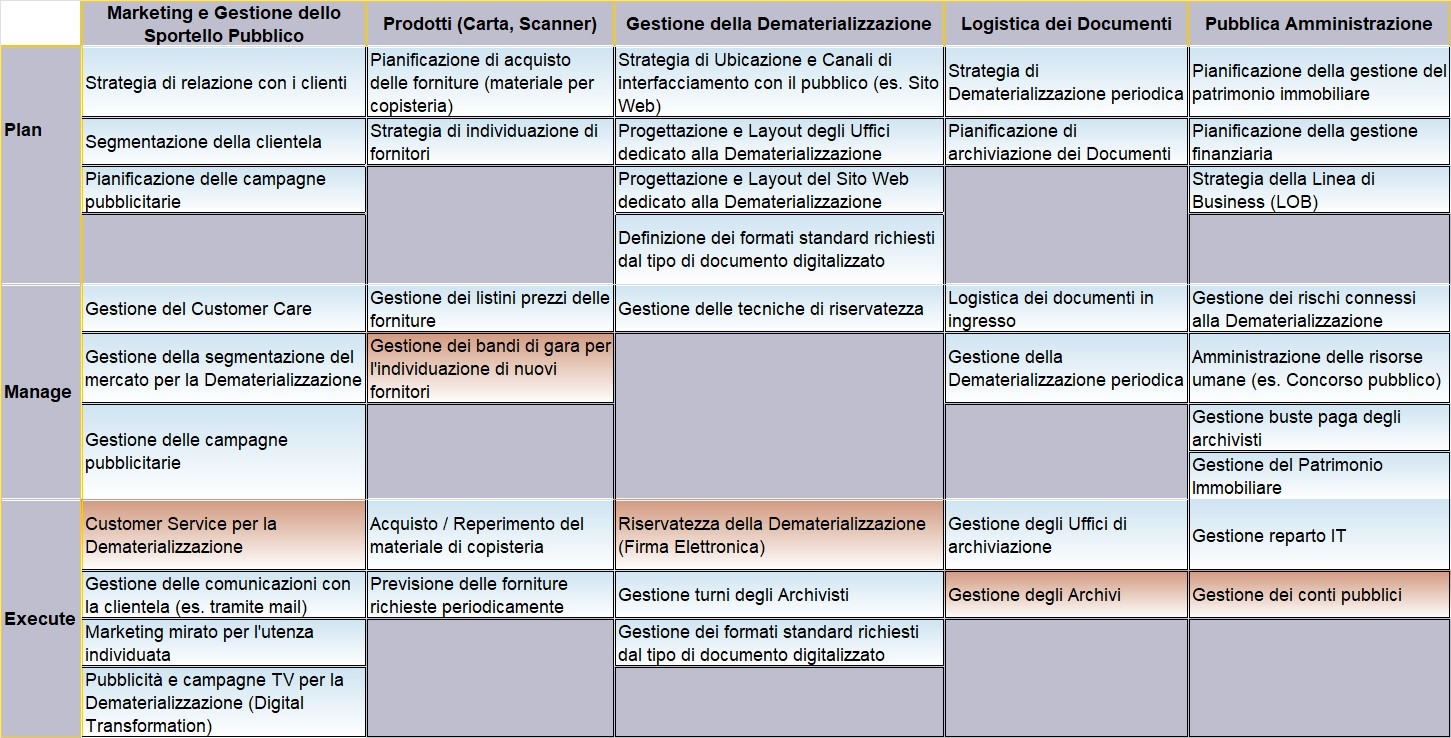 Marketing e Gestione dello
Sportello Pubblico
Prodotti (Carta, Scanner)
Gestione della Dematerializzazione
Logistica dei Documenti
Pubblica Amministrazione
Plan
Strategia di relazione con i clienti
Pianificazione di acquisto
delle forniture (materiale per
copisteria)
Strategia di Ubicazione e Canali di
interfacciamento con il pubblico (es. Sito
Web)
Strategia di
Dematerializzazione periodica
Pianificazione della gestione del
patrimonio immobiliare
Segmentazione della clientela
Strategia di individuazione di
fornitori
Progettazione e Layout degli Uffici
dedicato alla Dematerializzazione
Pianificazione di
archiviazione dei Documenti
Pianificazione della gestione
finanziaria
Pianificazione delle campagne
pubblicitarie
Progettazione e Layout del Sito Web
dedicato alla Dematerializzazione
Strategia della Linea di
Business (LOB)
Definizione dei formati standard richiesti
dal tipo di documento digitalizzato
Manage
Gestione del Customer Care
Gestione dei listini prezzi delle
forniture
Gestione delle tecniche di riservatezza
Logistica dei documenti in
ingresso
Gestione dei rischi connessi
alla Dematerializzazione
Gestione della segmentazione del
mercato per la Dematerializzazione
Gestione dei bandi di gara per
l'individuazione di nuovi
fornitori
Gestione della
Dematerializzazione periodica
Amministrazione delle risorse
umane (es. Concorso pubblico)
Gestione delle campagne
pubblicitarie
Gestione buste paga degli
archivisti
Gestione del Patrimonio
Immobiliare
Execute
Customer Service per la
Dematerializzazione
Acquisto / Reperimento del
materiale di copisteria
Riservatezza della Dematerializzazione
(Firma Elettronica)
Gestione degli Uffici di
archiviazione
Gestione reparto IT
Gestione delle comunicazioni con
la clientela (es. tramite mail)
Previsione delle forniture
richieste periodicamente
Gestione turni degli Archivisti
Gestione degli Archivi
Gestione dei conti pubblici
Marketing mirato per l'utenza
individuata
Gestione dei formati standard richiesti
dal tipo di documento digitalizzato
Pubblicità e campagne TV per la
Dematerializzazione (Digital
Transformation)